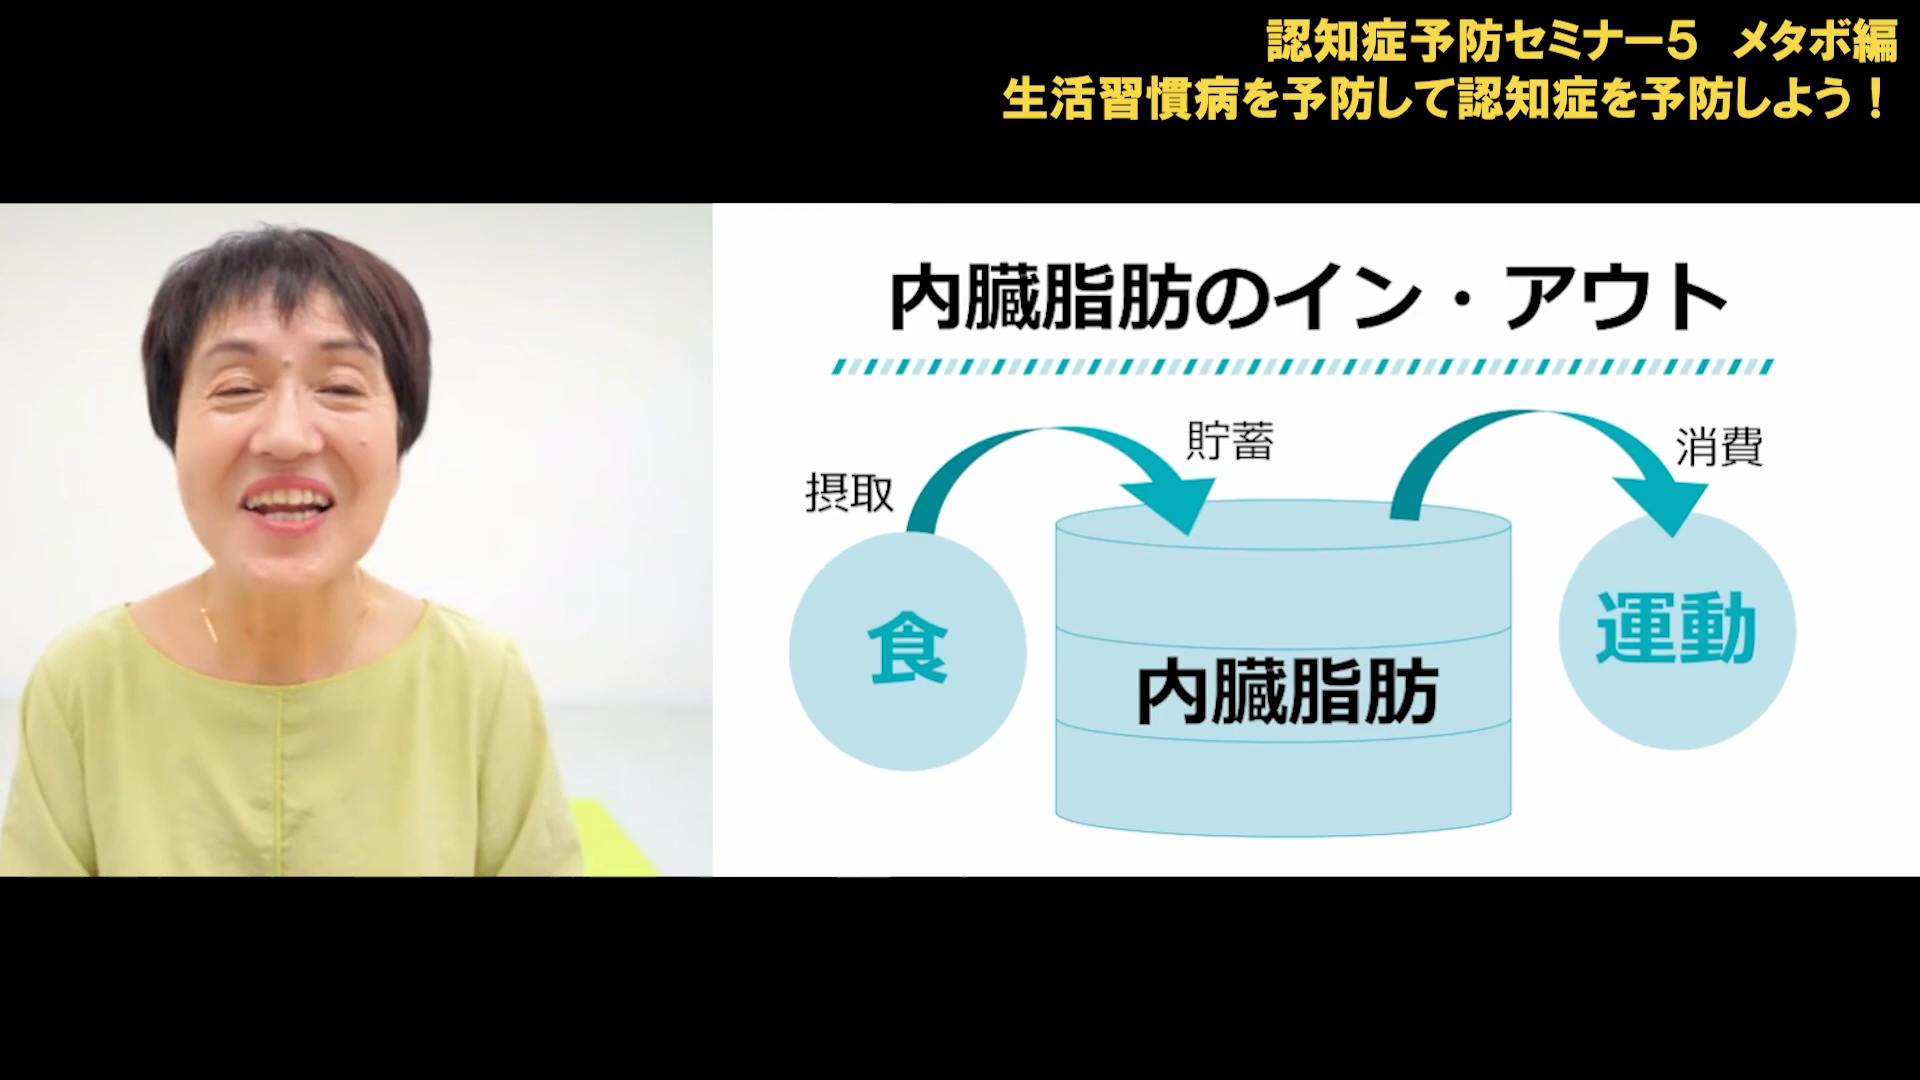 認知症予防セミナー5　メタボ編
生活習慣病を予防して認知症を予防しよう！
内臓脂肪のイン・アウト
摂取
貯蓄
消費
食
内臓脂肪
運動